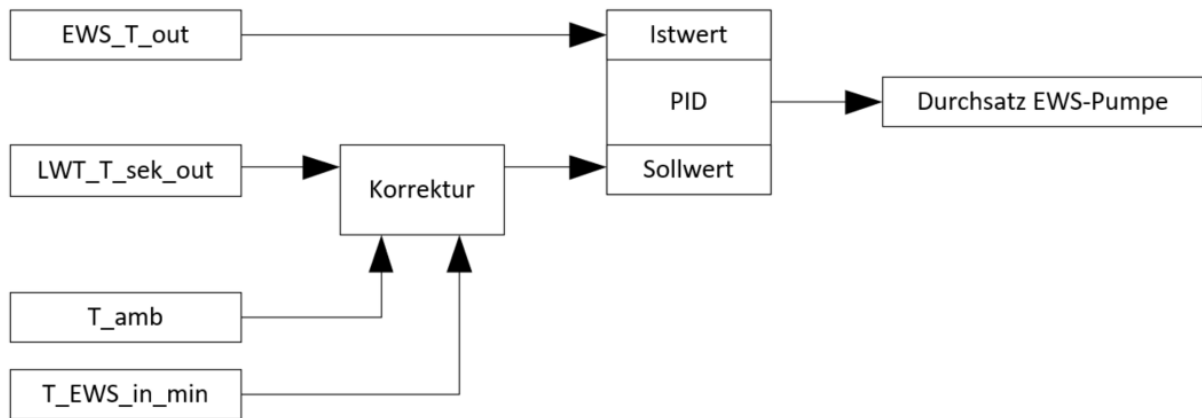 EWS_T_out
Istwert
PID
Durchsatz EWS-Pumpe
LWT_T_sek_out
Korrektur
Sollwert
T_amb
T_EWS_in_min